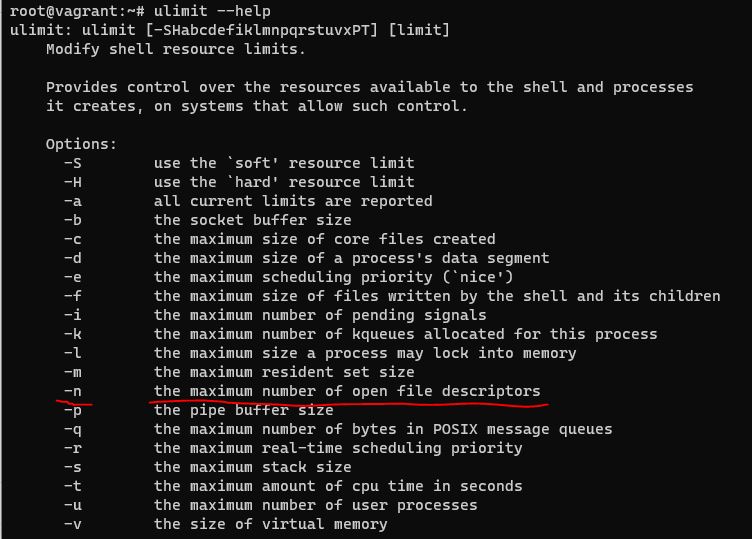 root@vagrant:~# ulimit --help
ulimit: ulimit [-SHabcdefiklmnpqrstuvxPT] [limit]
    Modify shell resource limits.

    Provides control over the resources available to the shell and processes
    it creates, on systems that allow such control.

    Options:
      -S        use the `soft' resource limit
      -H        use the `hard' resource limit
      -a        all current limits are reported
      -b        the socket buffer size
      -c        the maximum size of core files created
      -d        the maximum size of a process's data segment
      -e        the maximum scheduling priority (`nice')
      -f        the maximum size of files written by the shell and its children
      -i        the maximum number of pending signals
      -k        the maximum number of kqueues allocated for this process
      -l        the maximum size a process may lock into memory
      -m        the maximum resident set size
      -n        the maximum number of open file descriptors
      -p        the pipe buffer size
      -q        the maximum number of bytes in POSIX message queues
      -r        the maximum real-time scheduling priority
      -s        the maximum stack size
      -t        the maximum amount of cpu time in seconds
      -u        the maximum number of user processes
      -v        the size of virtual memory